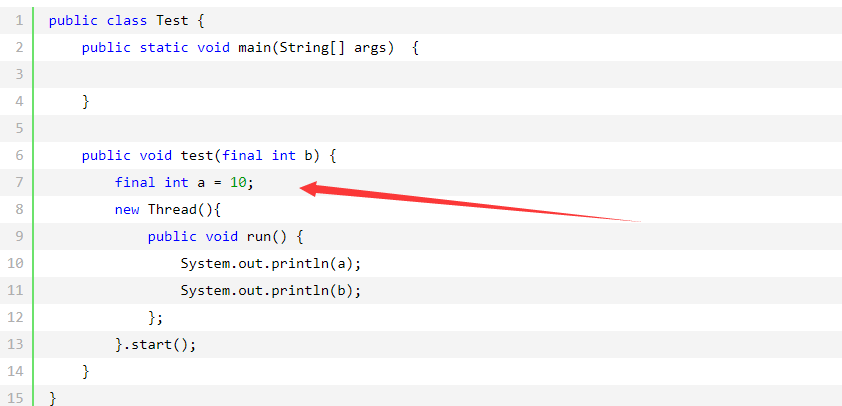 1 public class Test {
2     public static void main(String[] args)  {
3
4     }
5
6     public void test(final int b) {
7         final int a = 10;
8         new Thread(){
9             public void run() {
10                 System.out.println(a);
11                 System.out.println(b);
12             };
13         }.start();
14     }
15 }